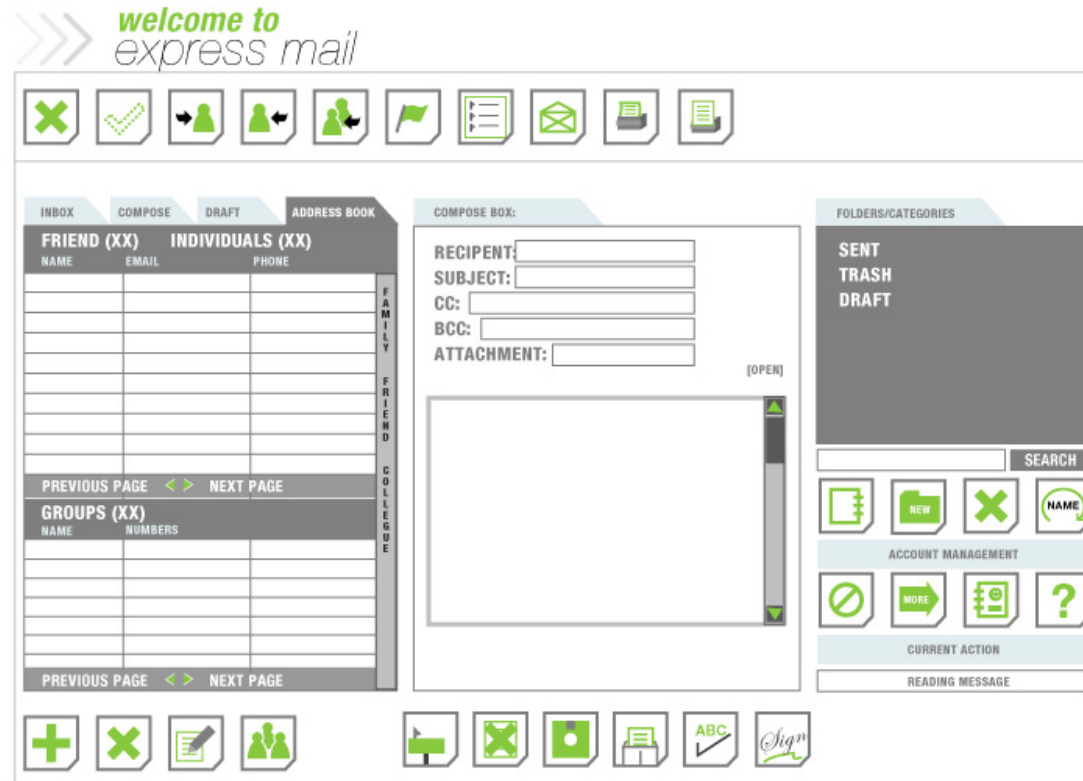 welcome to
express mail
INBOX COMPOSE DRAFT ADDRESS BOOK
FRIEND (XX) INDIVIDUALS (XX)
NAME EMAIL PHONE
FAMILY
FRIEND
COLLEGUE
PREVIOUS PAGE < > NEXT PAGE
GROUPS (XX)
NAME NUMBERS
PREVIOUS PAGE < > NEXT PAGE
COMPOSE BOX:
RECIPENT:
SUBJECT:
CC:
BCC:
ATTACHMENT:
[OPEN]
ABC
Sign
FOLDERS/CATEGORIES
SENT
TRASH
DRAFT
SEARCH
NEW
NAME
ACCOUNT MANAGEMENT
MORE
?
CURRENT ACTION
READING MESSAGE